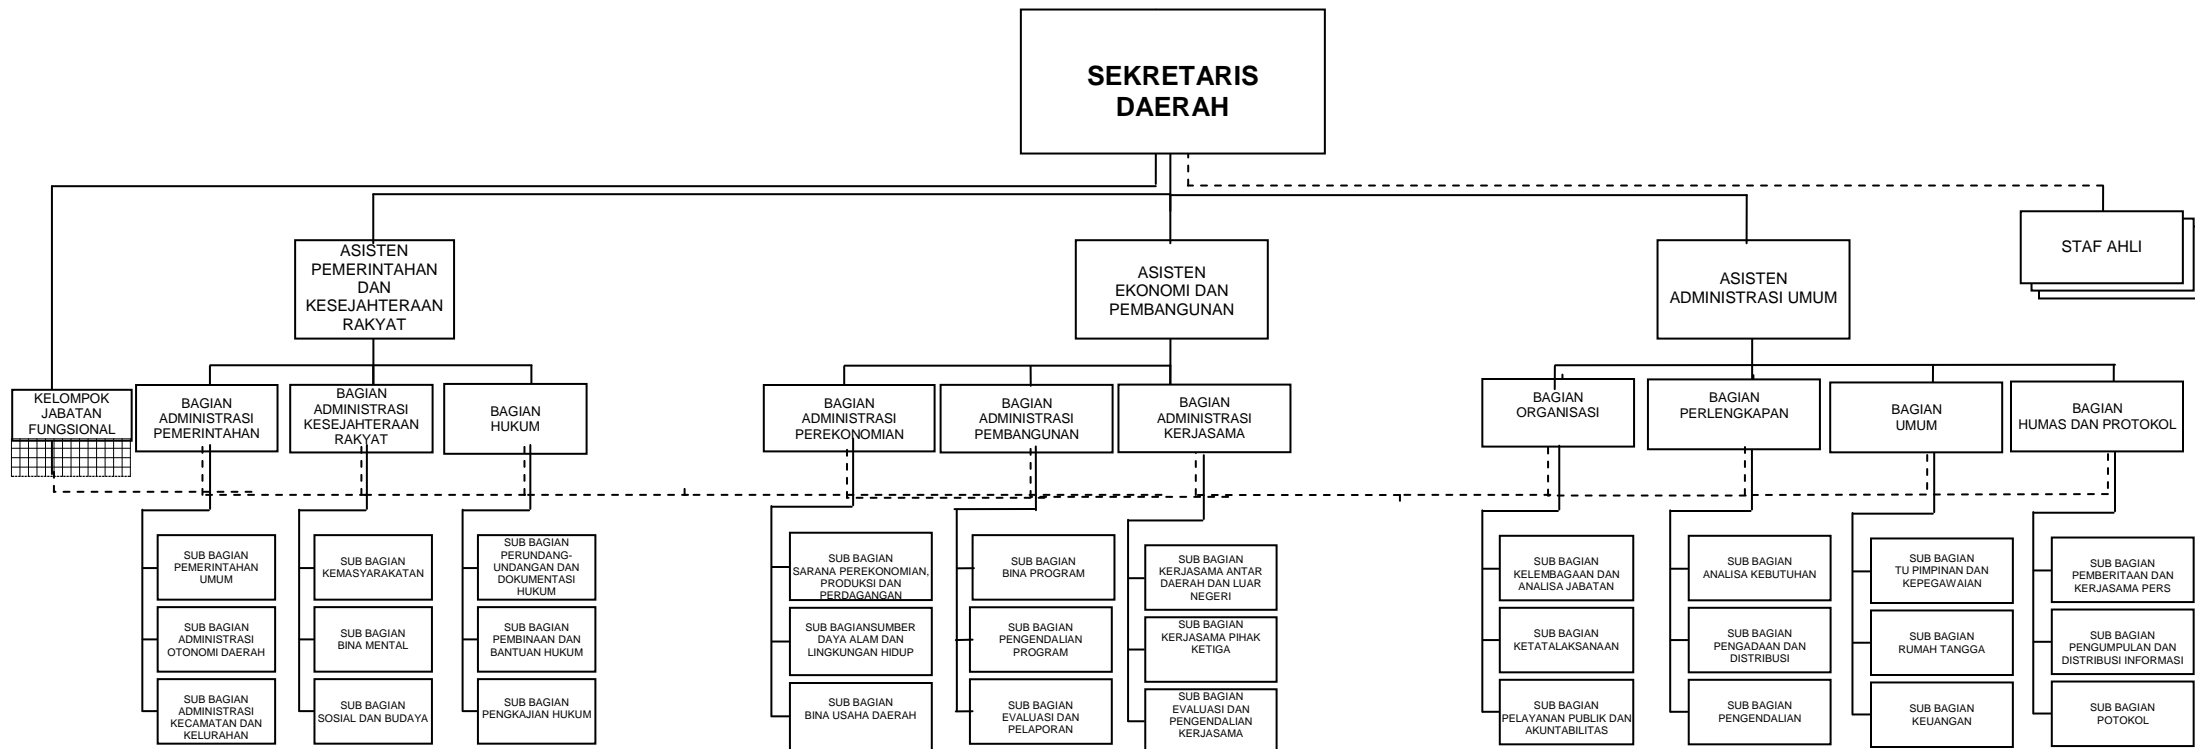 SEKRETARIS
DAERAH
STAF AHLI
ASISTEN
PEMERINTAHAN
DAN
KESEJAHTERAAN
RAKYAT
ASISTEN
EKONOMI DAN
PEMBANGUNAN
ASISTEN
ADMINISTRASI UMUM
KELOMPOK
JABATAN
FUNGSIONAL
BAGIAN
ADMINISTRASI
PEMERINTAHAN
BAGIAN
ADMINISTRASI
KESEJAHTERAAN
RAKYAT
BAGIAN
HUKUM
BAGIAN
ADMINISTRASI
PEREKONOMIAN
BAGIAN
ADMINISTRASI
PEMBANGUNAN
BAGIAN
ADMINISTRASI
KERJASAMA
BAGIAN
ORGANISASI
BAGIAN
PERLENGKAPAN
BAGIAN
UMUM
BAGIAN
HUMAS DAN PROTOKOL
SUB BAGIAN
PEMERINTAHAN
UMUM
SUB BAGIAN
KEMASYARAKATAN
SUB BAGIAN
PERUNDANG-
UNDANGAN DAN
DOKUMENTASI
HUKUM
SUB BAGIAN
SARANA PEREKONOMIAN,
PRODUKSI DAN
PERDAGANGAN
SUB BAGIAN
BINA PROGRAM
SUB BAGIAN
KERJASAMA ANTAR
DAERAH DAN LUAR
NEGERI
SUB BAGIAN
KELEMBAGAAN DAN
ANALISA JABATAN
SUB BAGIAN
ANALISA KEBUTUHAN
SUB BAGIAN
TU PIMPINAN DAN
KEPEGAWAIAN
SUB BAGIAN
PEMBERITAAN DAN
KERJASAMA PERS
SUB BAGIAN
ADMINISTRASI
OTONOMI DAERAH
SUB BAGIAN
BINA MENTAL
SUB BAGIAN
PEMBINAAN DAN
BANTUAN HUKUM
SUB BAGIANSUMBER
DAYA ALAM DAN
LINGKUNGAN HIDUP
SUB BAGIAN
PENGENDALIAN
PROGRAM
SUB BAGIAN
KERJASAMA PIHAK
KETIGA
SUB BAGIAN
KETATALAKSANAAN
SUB BAGIAN
PENGADAAN DAN
DISTRIBUSI
SUB BAGIAN
RUMAH TANGGA
SUB BAGIAN
PENGUMPULAN DAN
DISTRIBUSI INFORMASI
SUB BAGIAN
ADMINISTRASI
KECAMATAN DAN
KELURAHAN
SUB BAGIAN
SOSIAL DAN BUDAYA
SUB BAGIAN
PENGKAJIAN HUKUM
SUB BAGIAN
BINA USAHA DAERAH
SUB BAGIAN
EVALUASI DAN
PELAPORAN
SUB BAGIAN
EVALUASI DAN
PENGENDALIAN
KERJASAMA
SUB BAGIAN
PELAYANAN PUBLIK DAN
AKUNTABILITAS
SUB BAGIAN
PENGENDALIAN
SUB BAGIAN
KEUANGAN
SUB BAGIAN
POTOKOL